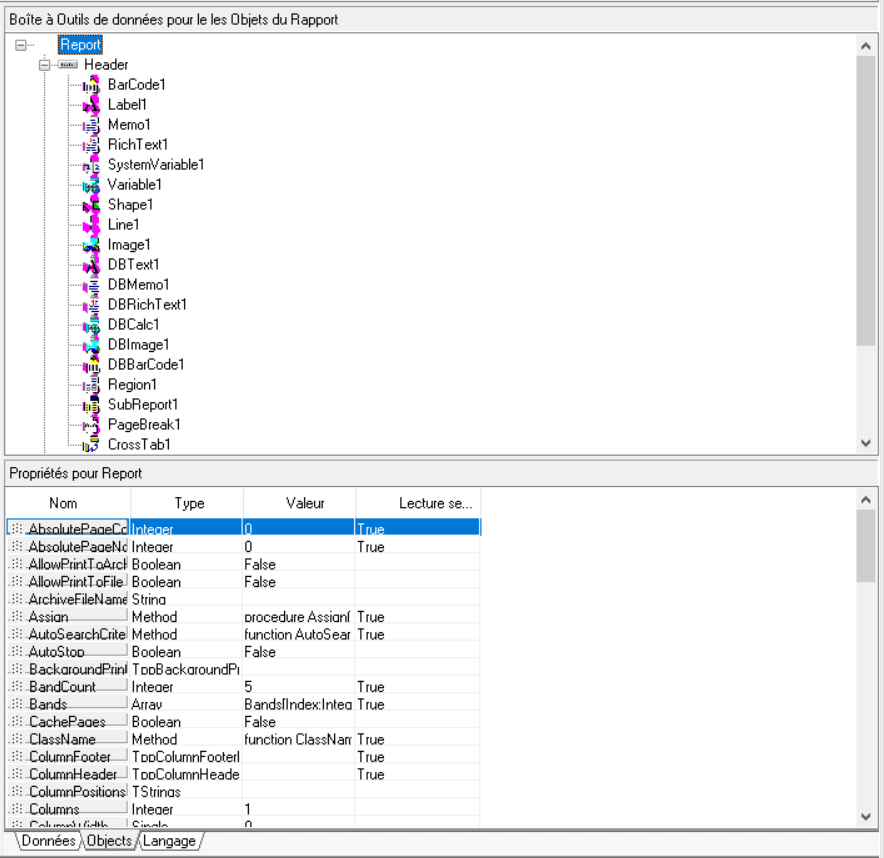 Boîte à Outils de données pour le les Objets du Rapport
Report
Header
BarCode1
Label1
Memo1
RichText1
SystemVariable1
Variable1
Shape1
Line1
Image1
DBText1
DBMemo1
DBRichText1
DBCalc1
DBImage1
DBBarCode1
Region1
SubReport1
PageBreak1
CrossTab1
Propriétés pour Report
Nom Type Valeur Lecture se...
AbsolutePageCo Integer 0 True
AbsolutePageNo Integer 0 True
AllowPrintToArch Boolean False
AllowPrintToFile Boolean False
ArchiveFileName String
Assign Method procedure Assign( True
AutoSearchCrite Method function AutoSear True
AutoStop Boolean False
BackgroundPrint TppBackgroundPr
BandCount Integer 5 True
Bands Array Bands[Index:Integ True
CachePages Boolean False
ClassName Method function ClassNam True
ColumnFooter TppColumnFooterl True
ColumnHeader TppColumnHeade True
ColumnPositions TStrings
Columns Integer 1
ColumnWidth Single 0
Données Objects Langage